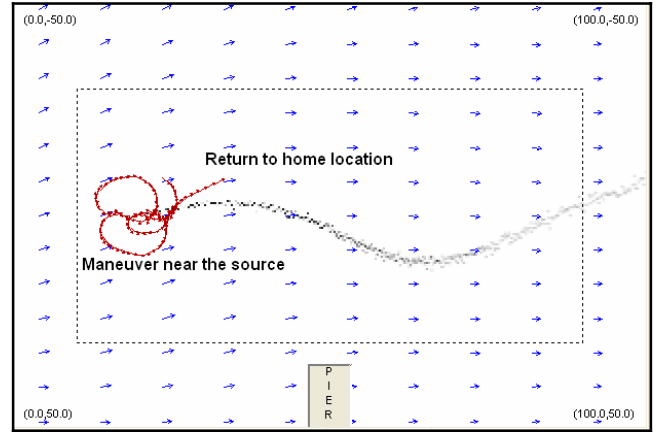 (0.0,-50.0)
(100.0,-50.0)
Return to home location
Maneuver near the source
P
I
E
R
(0.0,50.0)
(100.0,50.0)